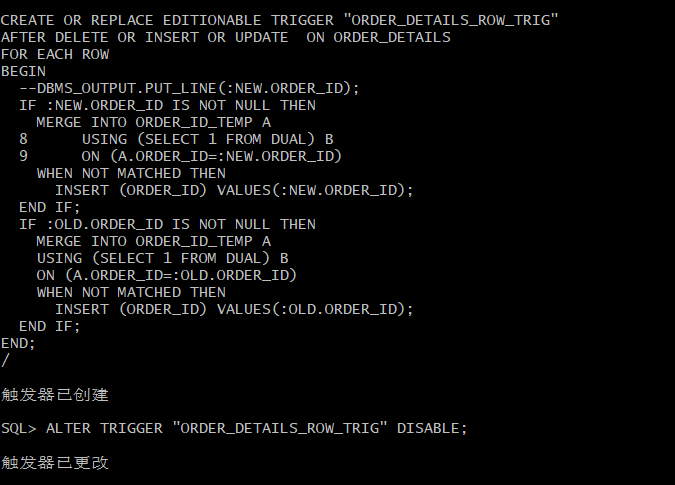 CREATE OR REPLACE EDITIONABLE TRIGGER "ORDER_DETAILS_ROW_TRIG"
AFTER DELETE OR INSERT OR UPDATE  ON ORDER_DETAILS
FOR EACH ROW
BEGIN
  --DBMS_OUTPUT.PUT_LINE(:NEW.ORDER_ID);
  IF :NEW.ORDER_ID IS NOT NULL THEN
    MERGE INTO ORDER_ID_TEMP A
  8      USING (SELECT 1 FROM DUAL) B
  9      ON (A.ORDER_ID=:NEW.ORDER_ID)
    WHEN NOT MATCHED THEN
      INSERT (ORDER_ID) VALUES(:NEW.ORDER_ID);
  END IF;
  IF :OLD.ORDER_ID IS NOT NULL THEN
    MERGE INTO ORDER_ID_TEMP A
    USING (SELECT 1 FROM DUAL) B
    ON (A.ORDER_ID=:OLD.ORDER_ID)
    WHEN NOT MATCHED THEN
      INSERT (ORDER_ID) VALUES(:OLD.ORDER_ID);
  END IF;
END;
/
触发器已创建
SQL> ALTER TRIGGER "ORDER_DETAILS_ROW_TRIG" DISABLE;
触发器已更改